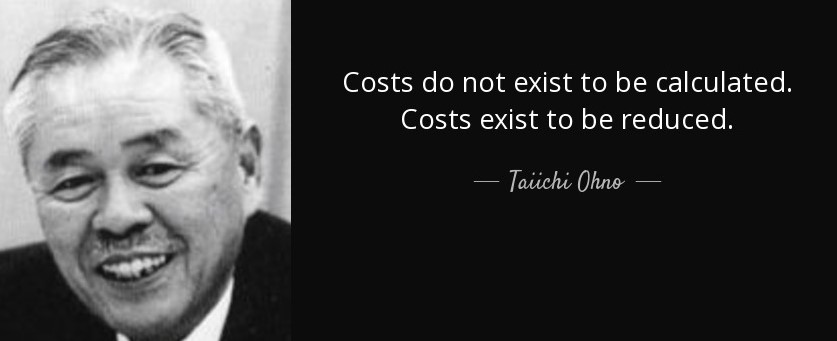 Costs do not exist to be calculated.
Costs exist to be reduced.
— Taiichi Ohno —